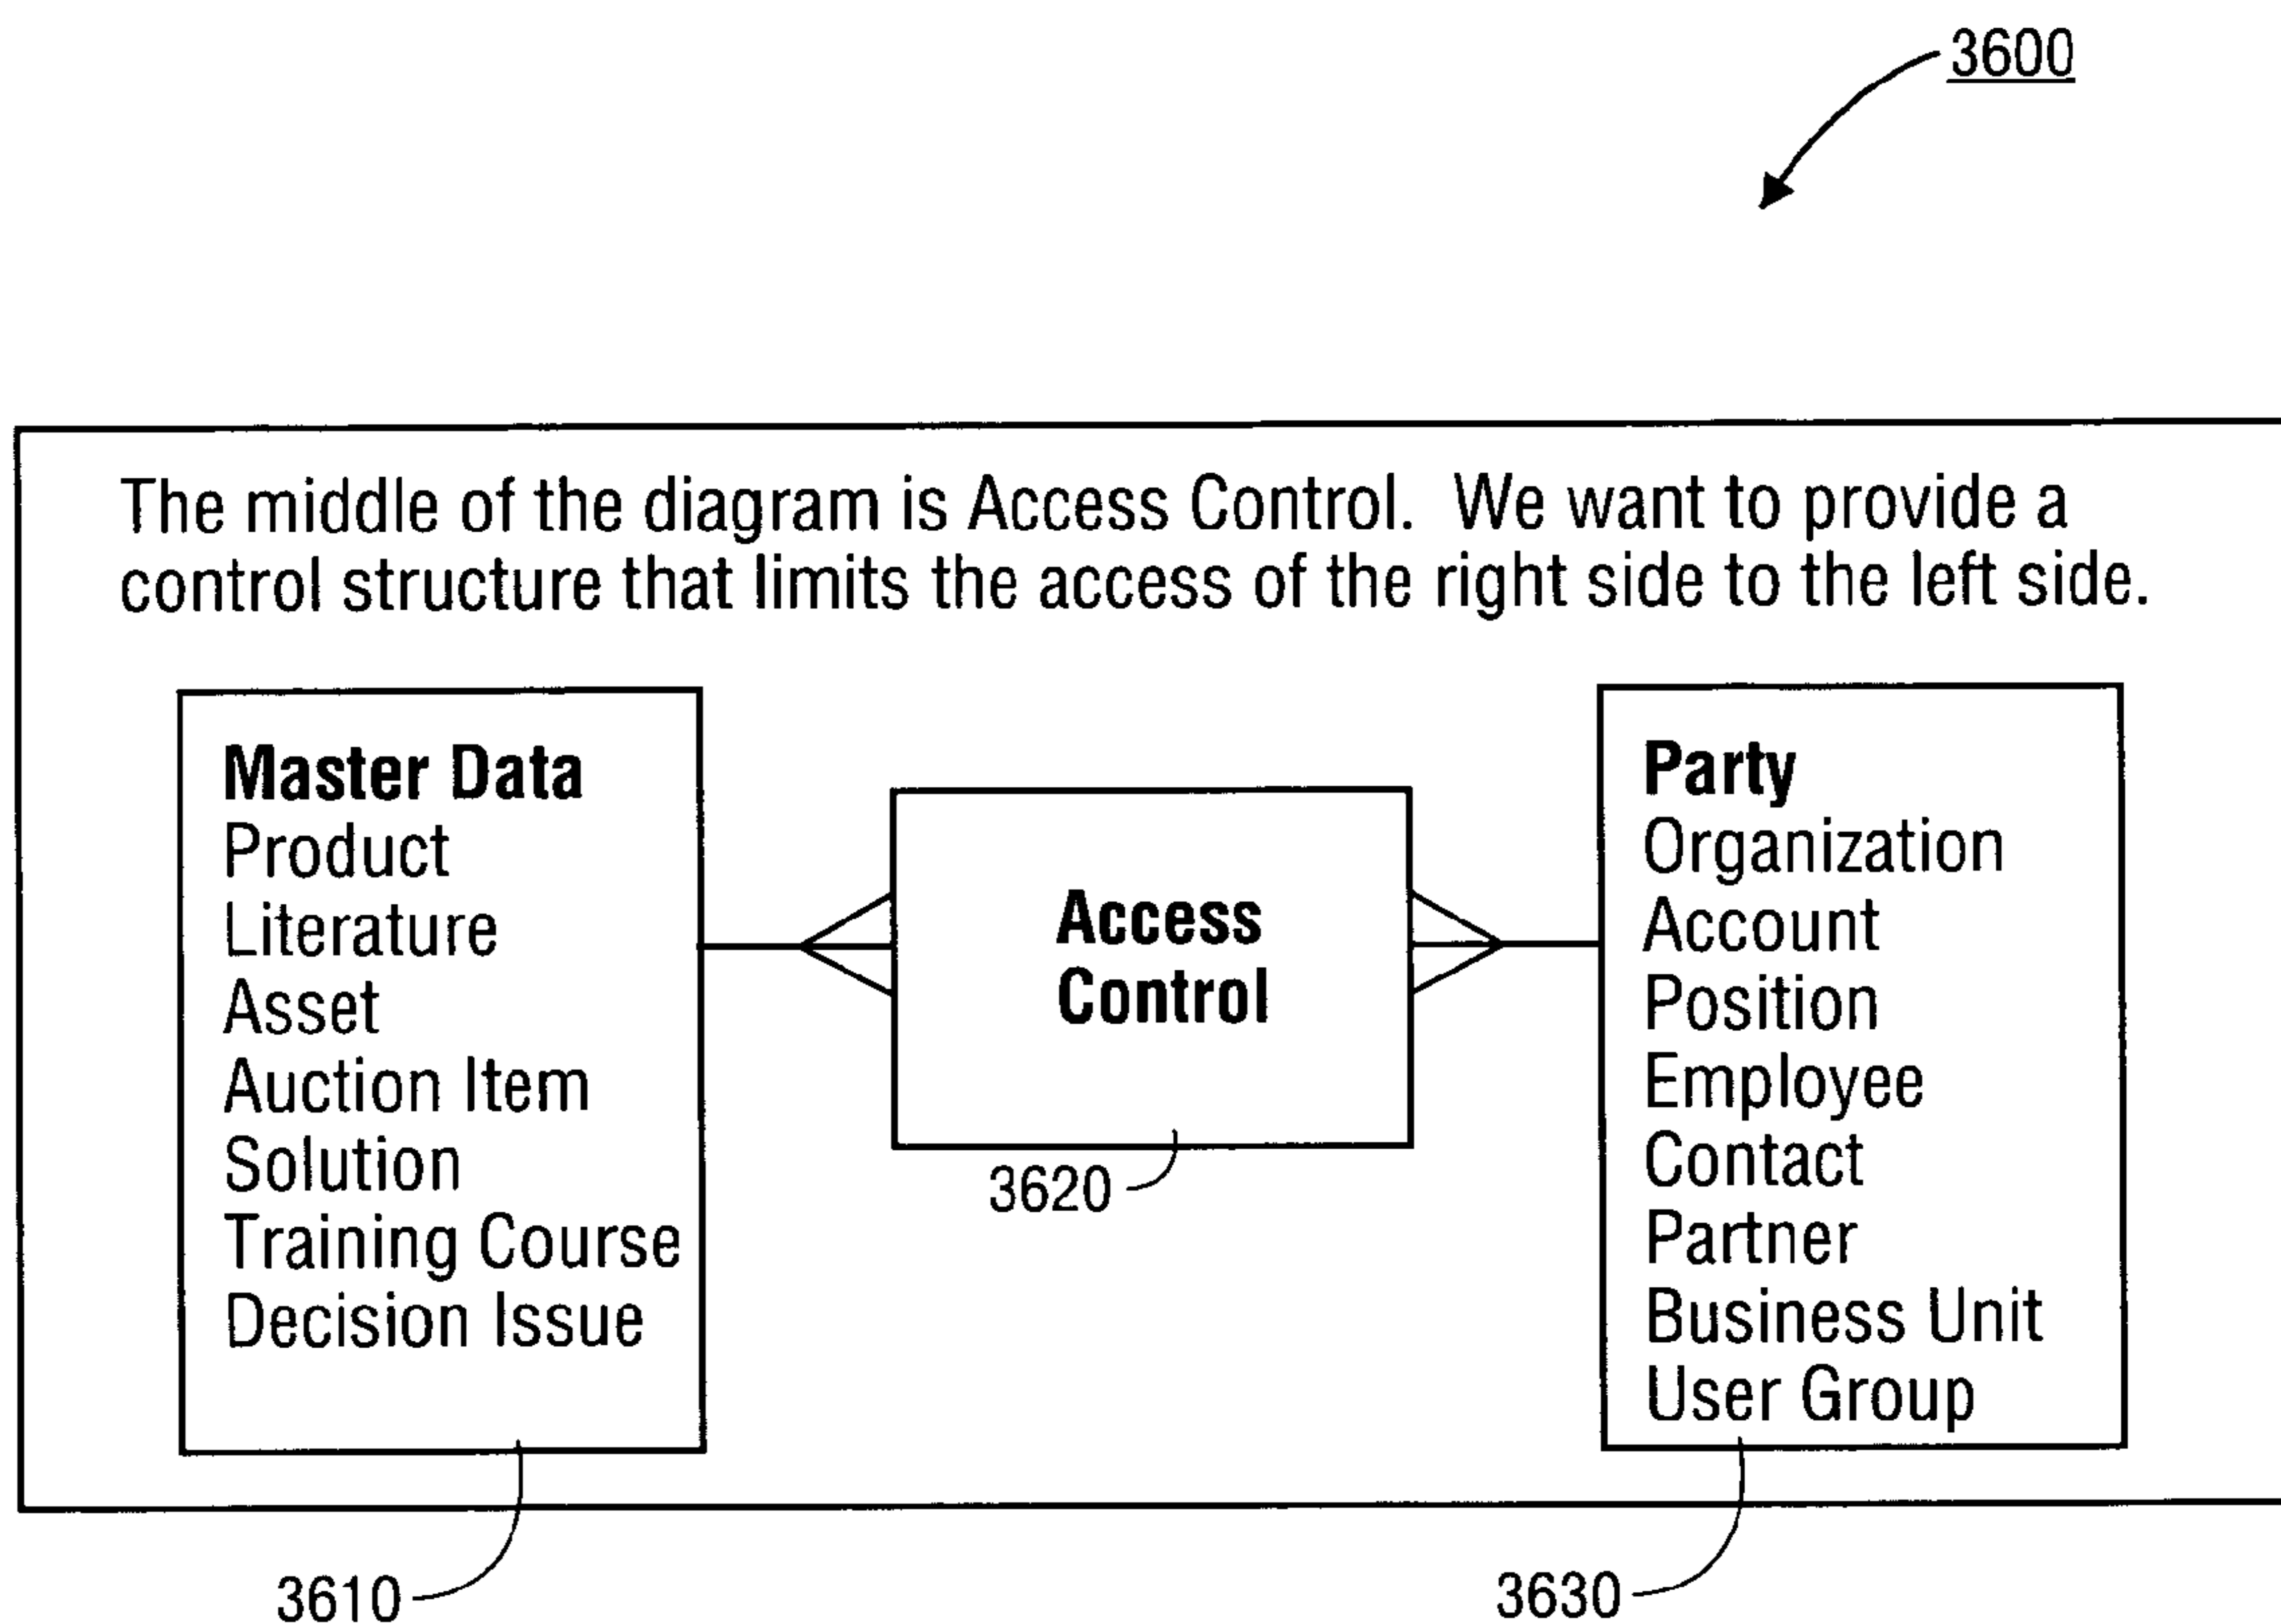 3600
The middle of the diagram is Access Control. We want to provide a
control structure that limits the access of the right side to the left side.
Master Data
Product
Literature
Asset
Auction Item
Solution
Training Course
Decision Issue
3610
Access
Control
3620
Party
Organization
Account
Position
Employee
Contact
Partner
Business Unit
User Group
3630